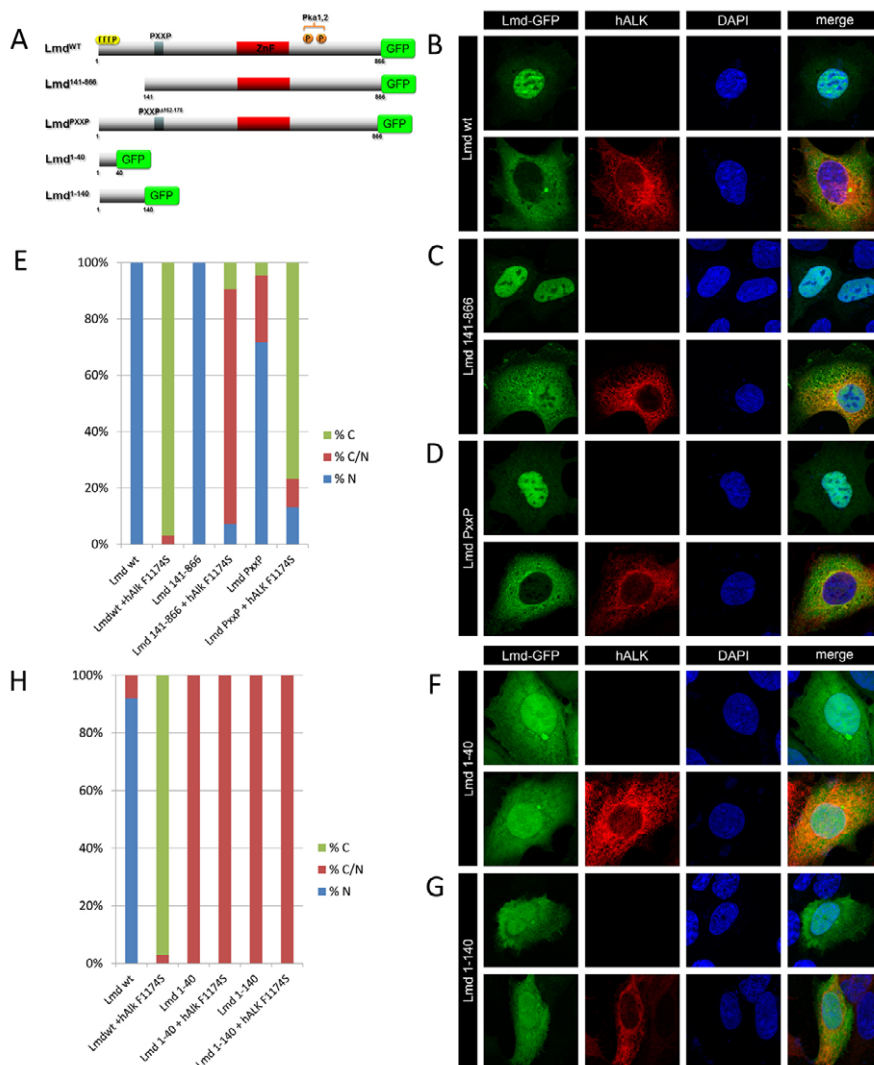 A
Pka1,2
PXXP
P
P
Lmd^WT
ZnF
GFP
1
866
Lmd^141-866
GFP
141
866
PXXP^Δ162-175
Lmd^PXXP
GFP
1
866
Lmd^1-40
GFP
1
40
Lmd^1-140
GFP
1
140
Lmd-GFP hALK DAPI merge
B
Lmd wt
C
Lmd 141-866
D
Lmd PxxP
E
100%
80%
60%
40%
20%
0%
% C
% C/N
% N
Lmd wt
Lmdwt +hAlk F1174S
Lmd 141-866
Lmd 141-866 + hAlk F1174S
Lmd PxxP
Lmd PxxP + hALK F1174S
Lmd-GFP hALK DAPI merge
F
Lmd 1-40
G
Lmd 1-140
H
100%
80%
60%
40%
20%
0%
% C
% C/N
% N
Lmd wt
Lmdwt +hAlk F1174S
Lmd 1-40
Lmd 1-40 + hAlk F1174S
Lmd 1-140
Lmd 1-140 + hALK F1174S